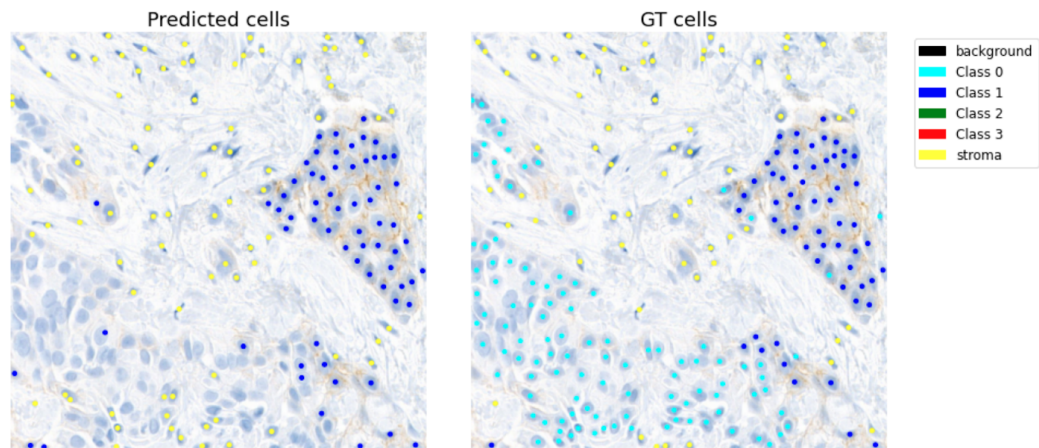 Predicted cells
GT cells
background
Class 0
Class 1
Class 2
Class 3
stroma